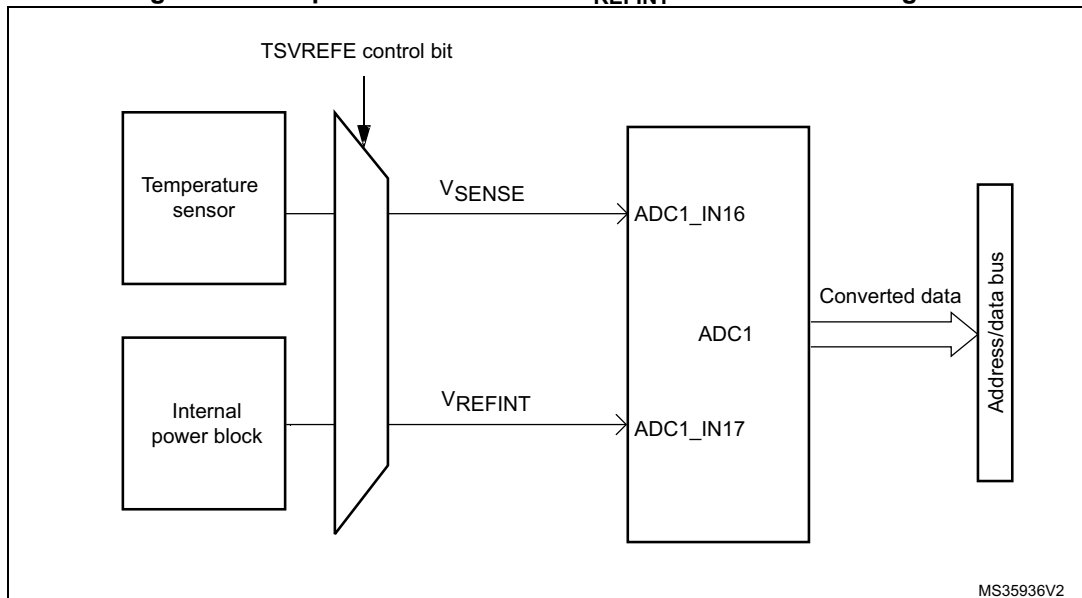 REFINT
TSVREFE control bit
Temperature
sensor
VSENSE
ADC1_IN16
Converted data
ADC1
Address/data bus
Internal
power block
VREFINT
ADC1_IN17
MS35936V2